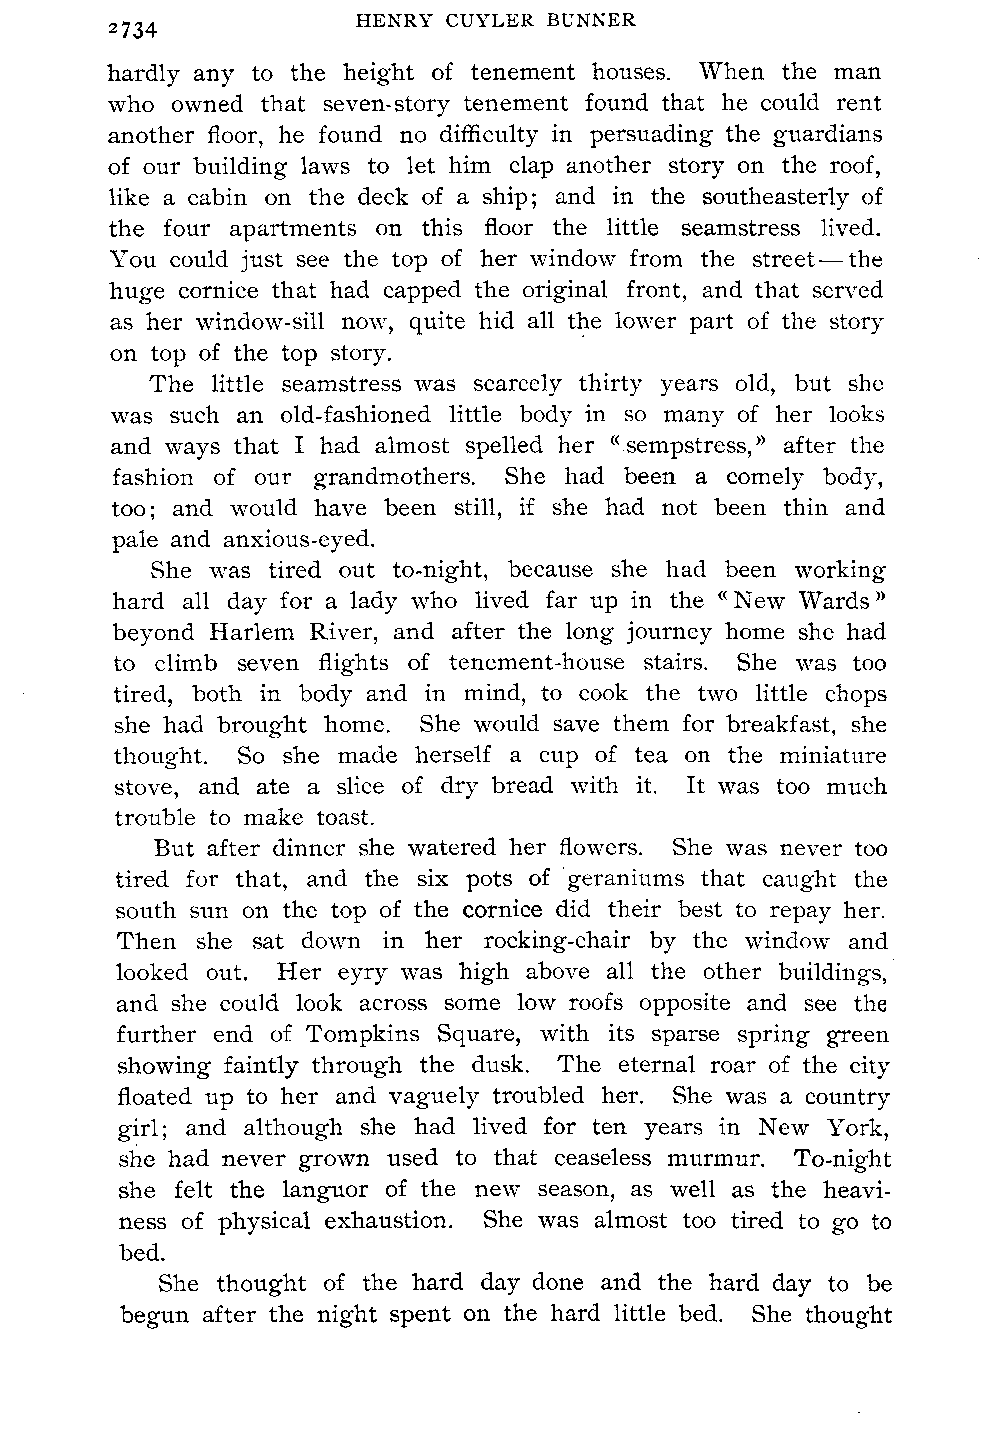 2734
HENRY CUYLER BUNNER
hardly any to the height of tenement houses. When the man
who owned that seven-story tenement found that he could rent
another floor, he found no difficulty in persuading the guardians
of our building laws to let him clap another story on the roof,
like a cabin on the deck of a ship; and in the southeasterly of
the four apartments on this floor the little seamstress lived.
You could just see the top of her window from the street—the
huge cornice that had capped the original front, and that served
as her window-sill now, quite hid all the lower part of the story
on top of the top story.
The little seamstress was scarcely thirty years old, but she
was such an old-fashioned little body in so many of her looks
and ways that I had almost spelled her «sempstress,» after the
fashion of our grandmothers. She had been a comely body,
too; and would have been still, if she had not been thin and
pale and anxious-eyed.
She was tired out to-night, because she had been working
hard all day for a lady who lived far up in the «New Wards»
beyond Harlem River, and after the long journey home she had
to climb seven flights of tenement-house stairs. She was too
tired, both in body and in mind, to cook the two little chops
she had brought home. She would save them for breakfast, she
thought. So she made herself a cup of tea on the miniature
stove, and ate a slice of dry bread with it. It was too much
trouble to make toast.
But after dinner she watered her flowers. She was never too
tired for that, and the six pots of geraniums that caught the
south sun on the top of the cornice did their best to repay her.
Then she sat down in her rocking-chair by the window and
looked out. Her eyry was high above all the other buildings,
and she could look across some low roofs opposite and see the
further end of Tompkins Square, with its sparse spring green
showing faintly through the dusk. The eternal roar of the city
floated up to her and vaguely troubled her. She was a country
girl; and although she had lived for ten years in New York,
she had never grown used to that ceaseless murmur. To-night
she felt the languor of the new season, as well as the heavi-
ness of physical exhaustion. She was almost too tired to go to
bed.
She thought of the hard day done and the hard day to be
begun after the night spent on the hard little bed. She thought